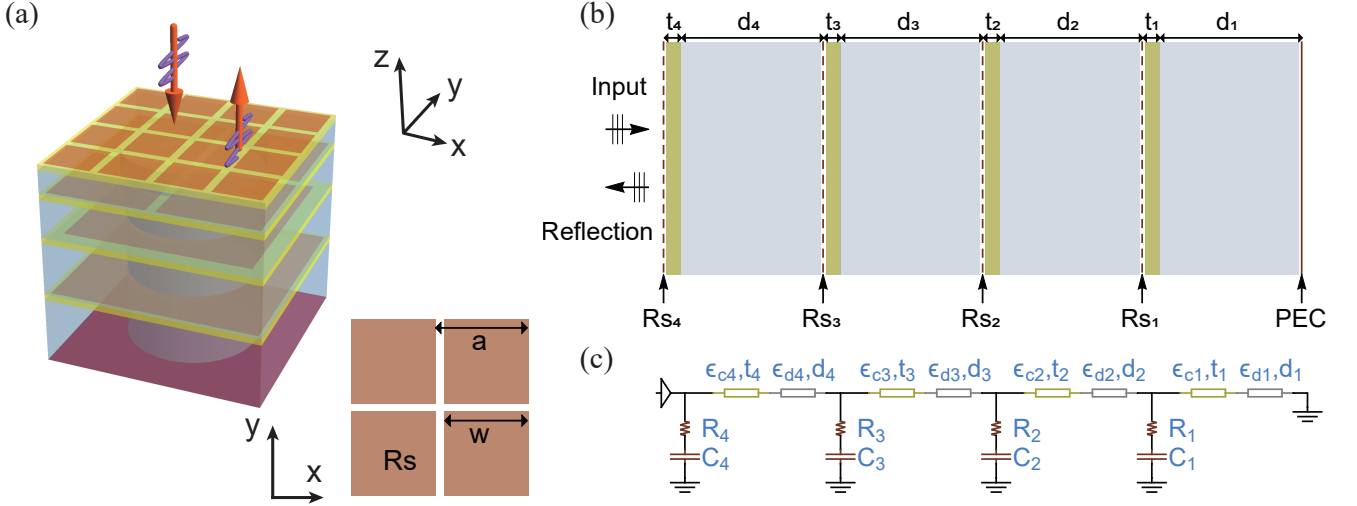 (a)
z
y
x
a
w
Rs
y
x
(b)
t₄ d₄ t₃ d₃ t₂ d₂ t₁ d₁
Input
Reflection
Rs₄ Rs₃ Rs₂ Rs₁ PEC
(c)
ϵc4,t₄ ϵd4,d₄ ϵc3,t₃ ϵd3,d₃ ϵc2,t₂ ϵd2,d₂ ϵc1,t₁ ϵd1,d₁
R₄ R₃ R₂ R₁
C₄ C₃ C₂ C₁